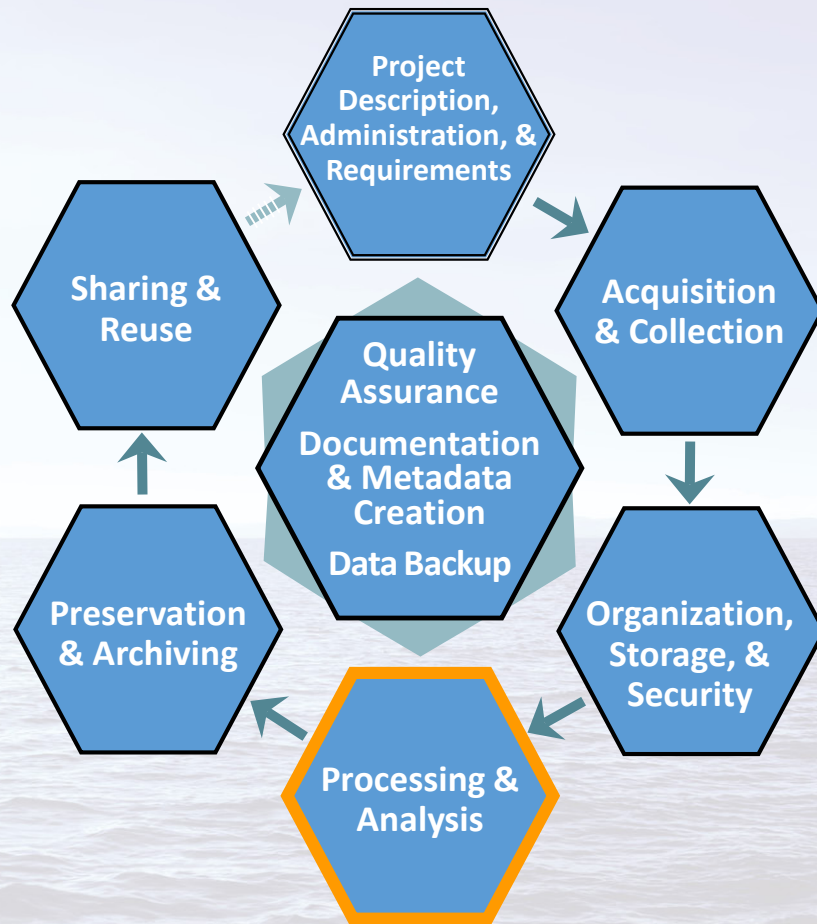 Project
Description,
Administration, &
Requirements
Acquisition
& Collection
Organization,
Storage, &
Security
Processing &
Analysis
Preservation
& Archiving
Sharing &
Reuse
Quality
Assurance
Documentation
& Metadata
Creation
Data Backup